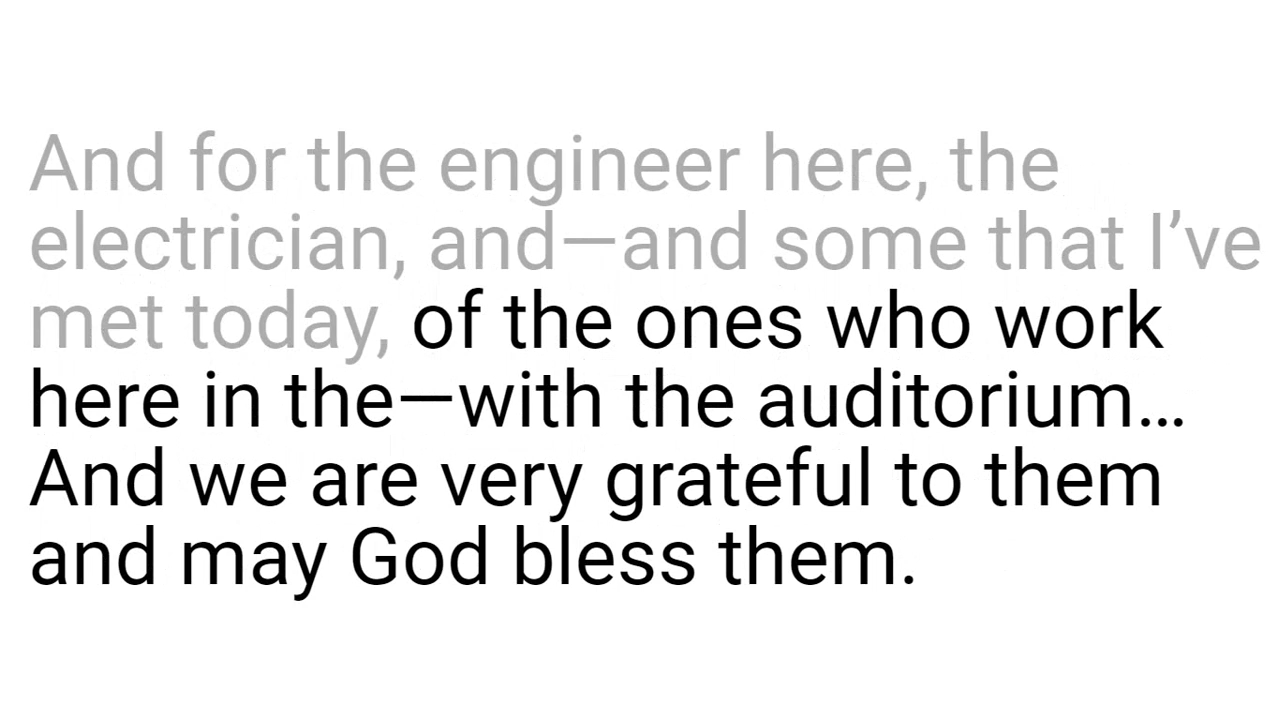 And for the engineer here, the
electrician, and—and some that I’ve
met today, of the ones who work
here in the—with the auditorium…
And we are very grateful to them
and may God bless them.